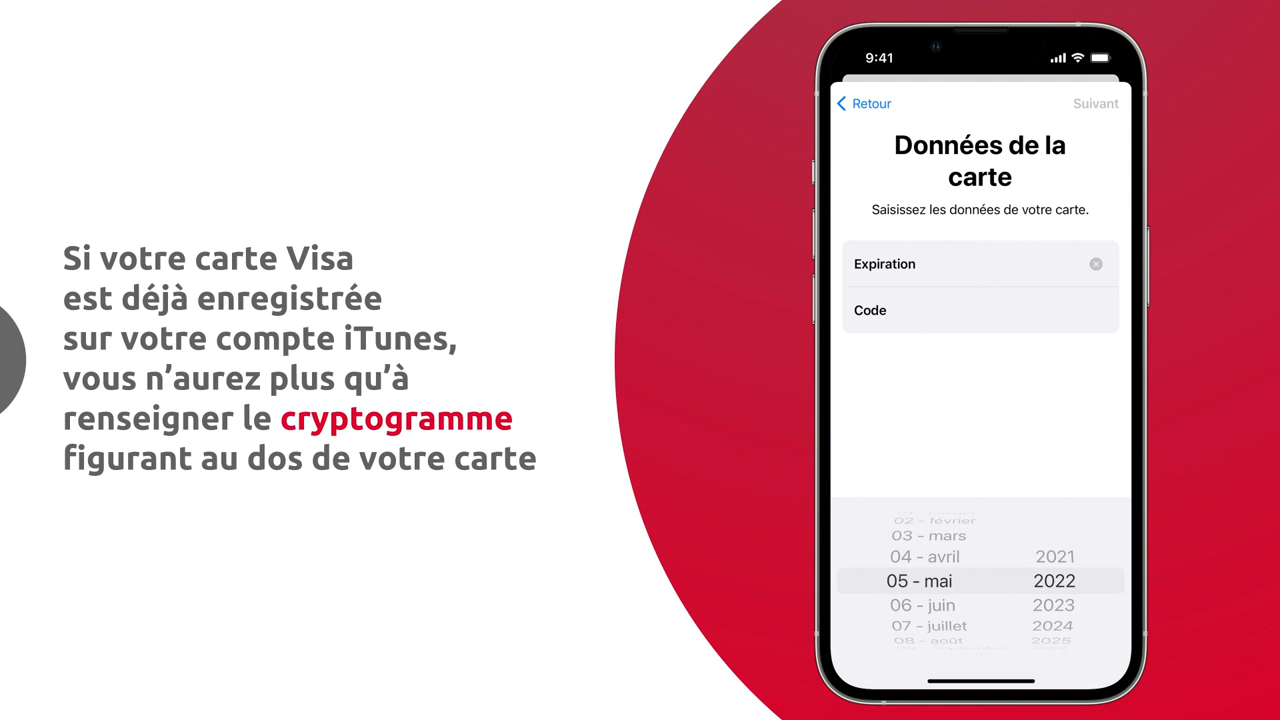 Si votre carte Visa
est déjà enregistrée
sur votre compte iTunes,
vous n’aurez plus qu’à
renseigner le cryptogramme
figurant au dos de votre carte
9:41
Retour
Suivant
Données de la
carte
Saisissez les données de votre carte.
Expiration
Code
02 - février
03 - mars
04 - avril 2021
05 - mai 2022
06 - juin 2023
07 - juillet 2024
08 - août 2025